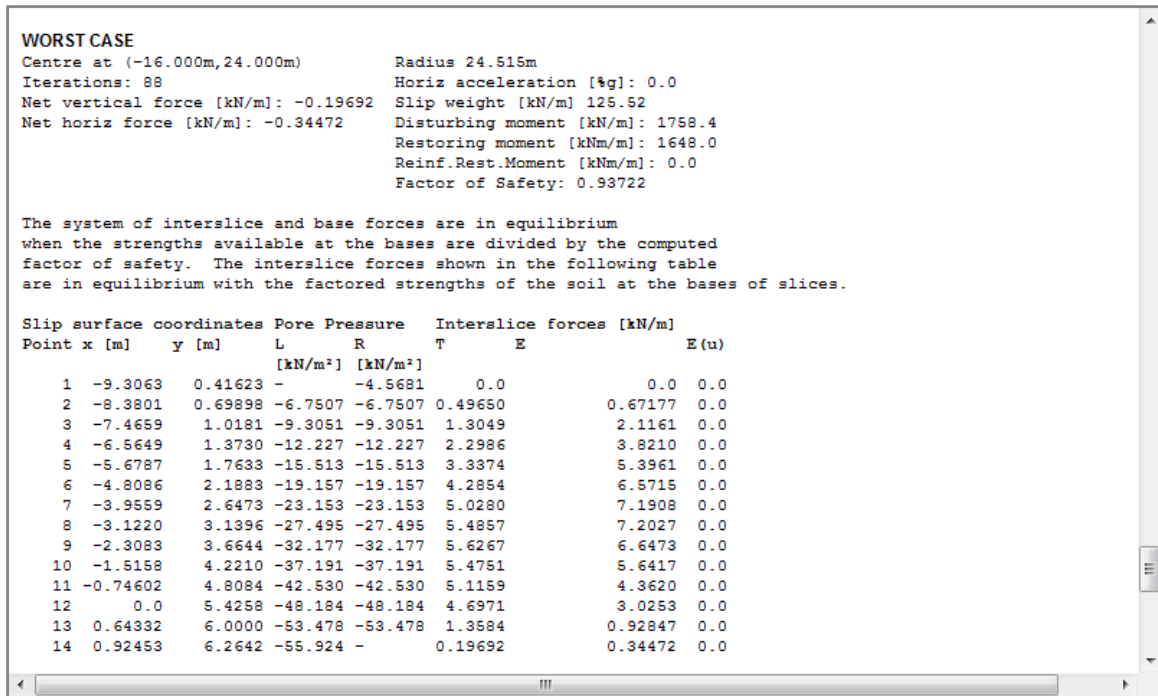 WORST CASE
Centre at (-16.000m,24.000m) Radius 24.515m
Iterations: 88 Horiz acceleration [%g]: 0.0
Net vertical force [kN/m]: -0.19692 Slip weight [kN/m] 125.52
Net horiz force [kN/m]: -0.34472 Disturbing moment [kN/m]: 1758.4
Restoring moment [kNm/m]: 1648.0
Reinf.Rest.Moment [kNm/m]: 0.0
Factor of Safety: 0.93722
The system of interslice and base forces are in equilibrium
when the strengths available at the bases are divided by the computed
factor of safety. The interslice forces shown in the following table
are in equilibrium with the factored strengths of the soil at the bases of slices.
Slip surface coordinates Pore Pressure Interslice forces [kN/m]
Point x [m] y [m] L R T E E(u)
[kN/m²] [kN/m²]
1 -9.3063 0.41623 - -4.5681 0.0 0.0 0.0
2 -8.3801 0.69898 -6.7507 -6.7507 0.49650 0.67177 0.0
3 -7.4659 1.0181 -9.3051 -9.3051 1.3049 2.1161 0.0
4 -6.5649 1.3730 -12.227 -12.227 2.2986 3.8210 0.0
5 -5.6787 1.7633 -15.513 -15.513 3.3374 5.3961 0.0
6 -4.8086 2.1883 -19.157 -19.157 4.2854 6.5715 0.0
7 -3.9559 2.6473 -23.153 -23.153 5.0280 7.1908 0.0
8 -3.1220 3.1396 -27.495 -27.495 5.4857 7.2027 0.0
9 -2.3083 3.6644 -32.177 -32.177 5.6267 6.6473 0.0
10 -1.5158 4.2210 -37.191 -37.191 5.4751 5.6417 0.0
11 -0.74602 4.8084 -42.530 -42.530 5.1159 4.3620 0.0
12 0.0 5.4258 -48.184 -48.184 4.6971 3.0253 0.0
13 0.64332 6.0000 -53.478 -53.478 1.3584 0.92847 0.0
14 0.92453 6.2642 -55.924 - 0.19692 0.34472 0.0